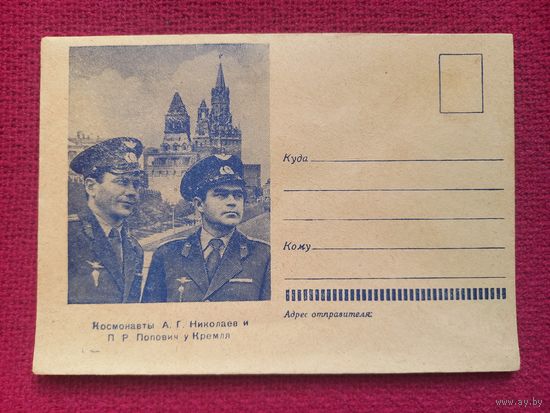 Куда
Кому
Адрес отправителя:
Космонавты А. Г. Николаев и
П Р. Попович у Кремля
www.ay.by